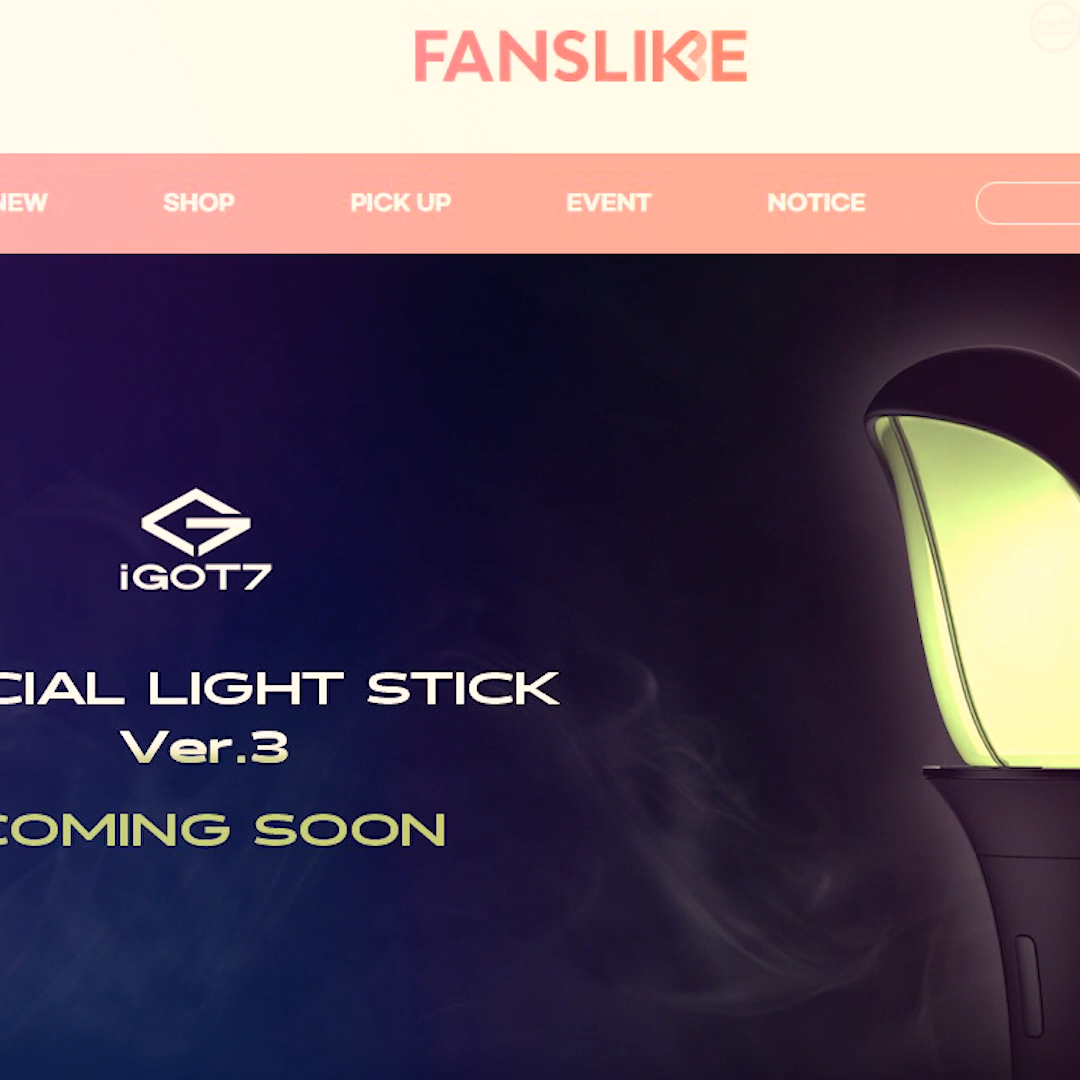 FANSLIKE
NEW SHOP PICK UP EVENT NOTICE
iGOT7
CIAL LIGHT STICK
Ver.3
COMING SOON